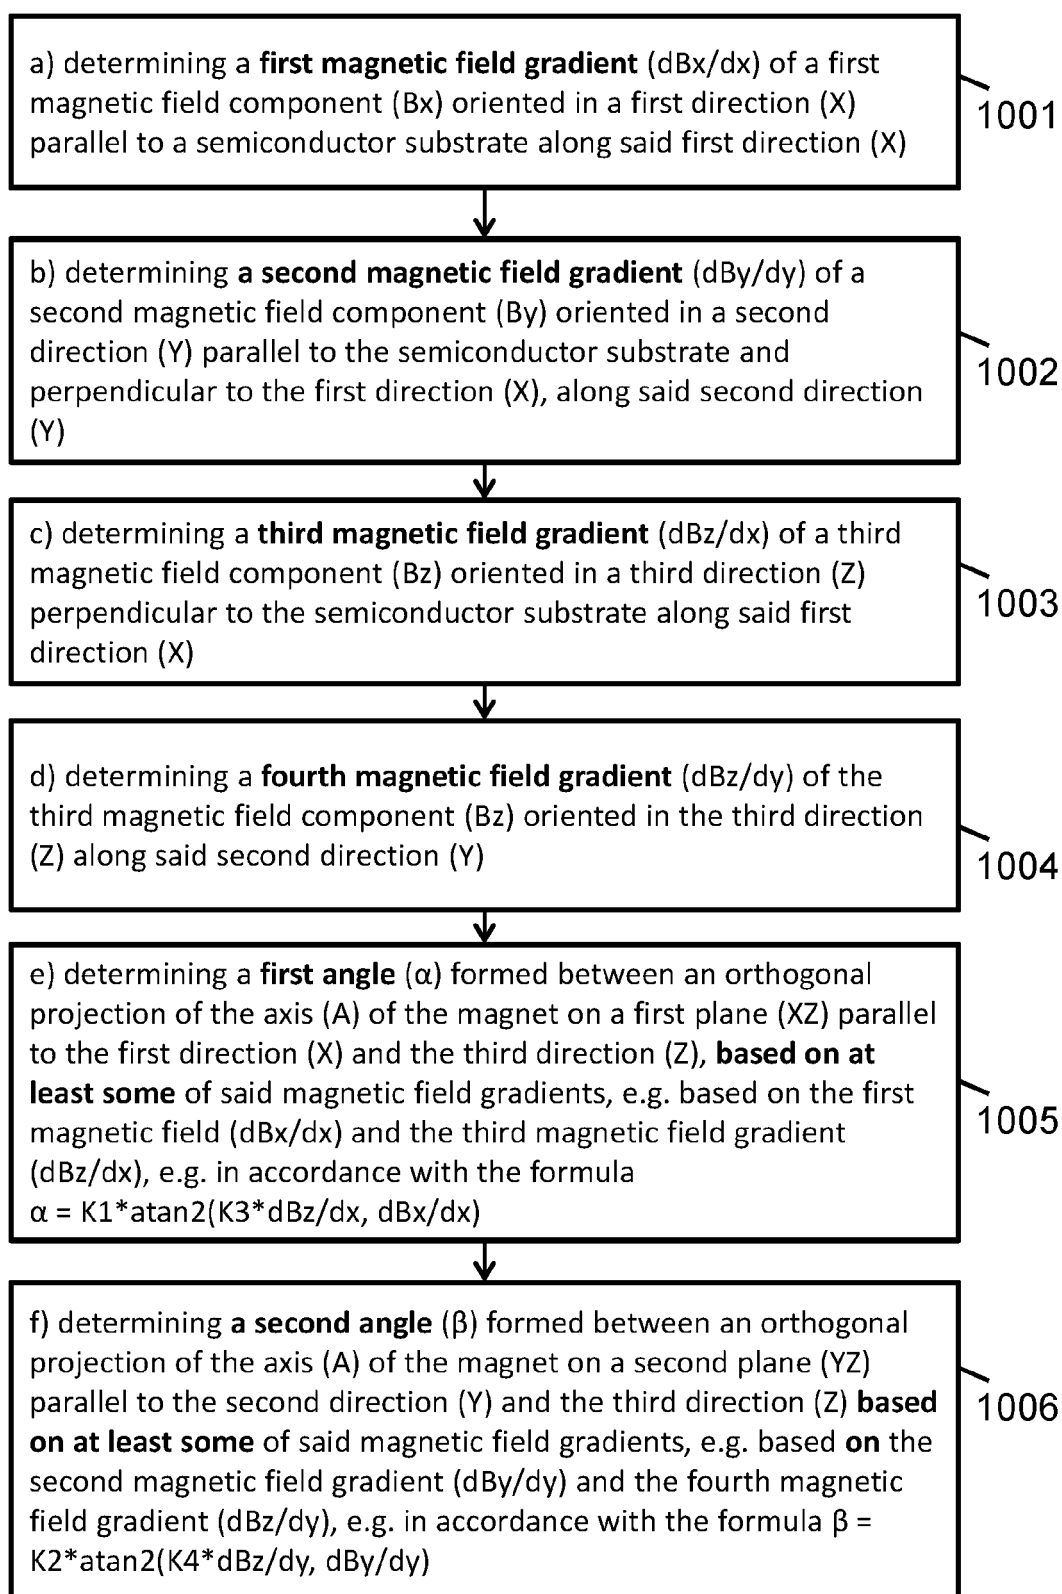 a) determining a first magnetic field gradient (dBx/dx) of a first
magnetic field component (Bx) oriented in a first direction (X)
parallel to a semiconductor substrate along said first direction (X)
1001
b) determining a second magnetic field gradient (dBy/dy) of a
second magnetic field component (By) oriented in a second
direction (Y) parallel to the semiconductor substrate and
perpendicular to the first direction (X), along said second direction
(Y)
1002
c) determining a third magnetic field gradient (dBz/dx) of a third
magnetic field component (Bz) oriented in a third direction (Z)
perpendicular to the semiconductor substrate along said first
direction (X)
1003
d) determining a fourth magnetic field gradient (dBz/dy) of the
third magnetic field component (Bz) oriented in the third direction
(Z) along said second direction (Y)
1004
e) determining a first angle (α) formed between an orthogonal
projection of the axis (A) of the magnet on a first plane (XZ) parallel
to the first direction (X) and the third direction (Z), based on at
least some of said magnetic field gradients, e.g. based on the first
magnetic field (dBx/dx) and the third magnetic field gradient
(dBz/dx), e.g. in accordance with the formula
α = K1*atan2(K3*dBz/dx, dBx/dx)
1005
f) determining a second angle (β) formed between an orthogonal
projection of the axis (A) of the magnet on a second plane (YZ)
parallel to the second direction (Y) and the third direction (Z) based
on at least some of said magnetic field gradients, e.g. based on the
second magnetic field gradient (dBy/dy) and the fourth magnetic
field gradient (dBz/dy), e.g. in accordance with the formula β =
K2*atan2(K4*dBz/dy, dBy/dy)
1006